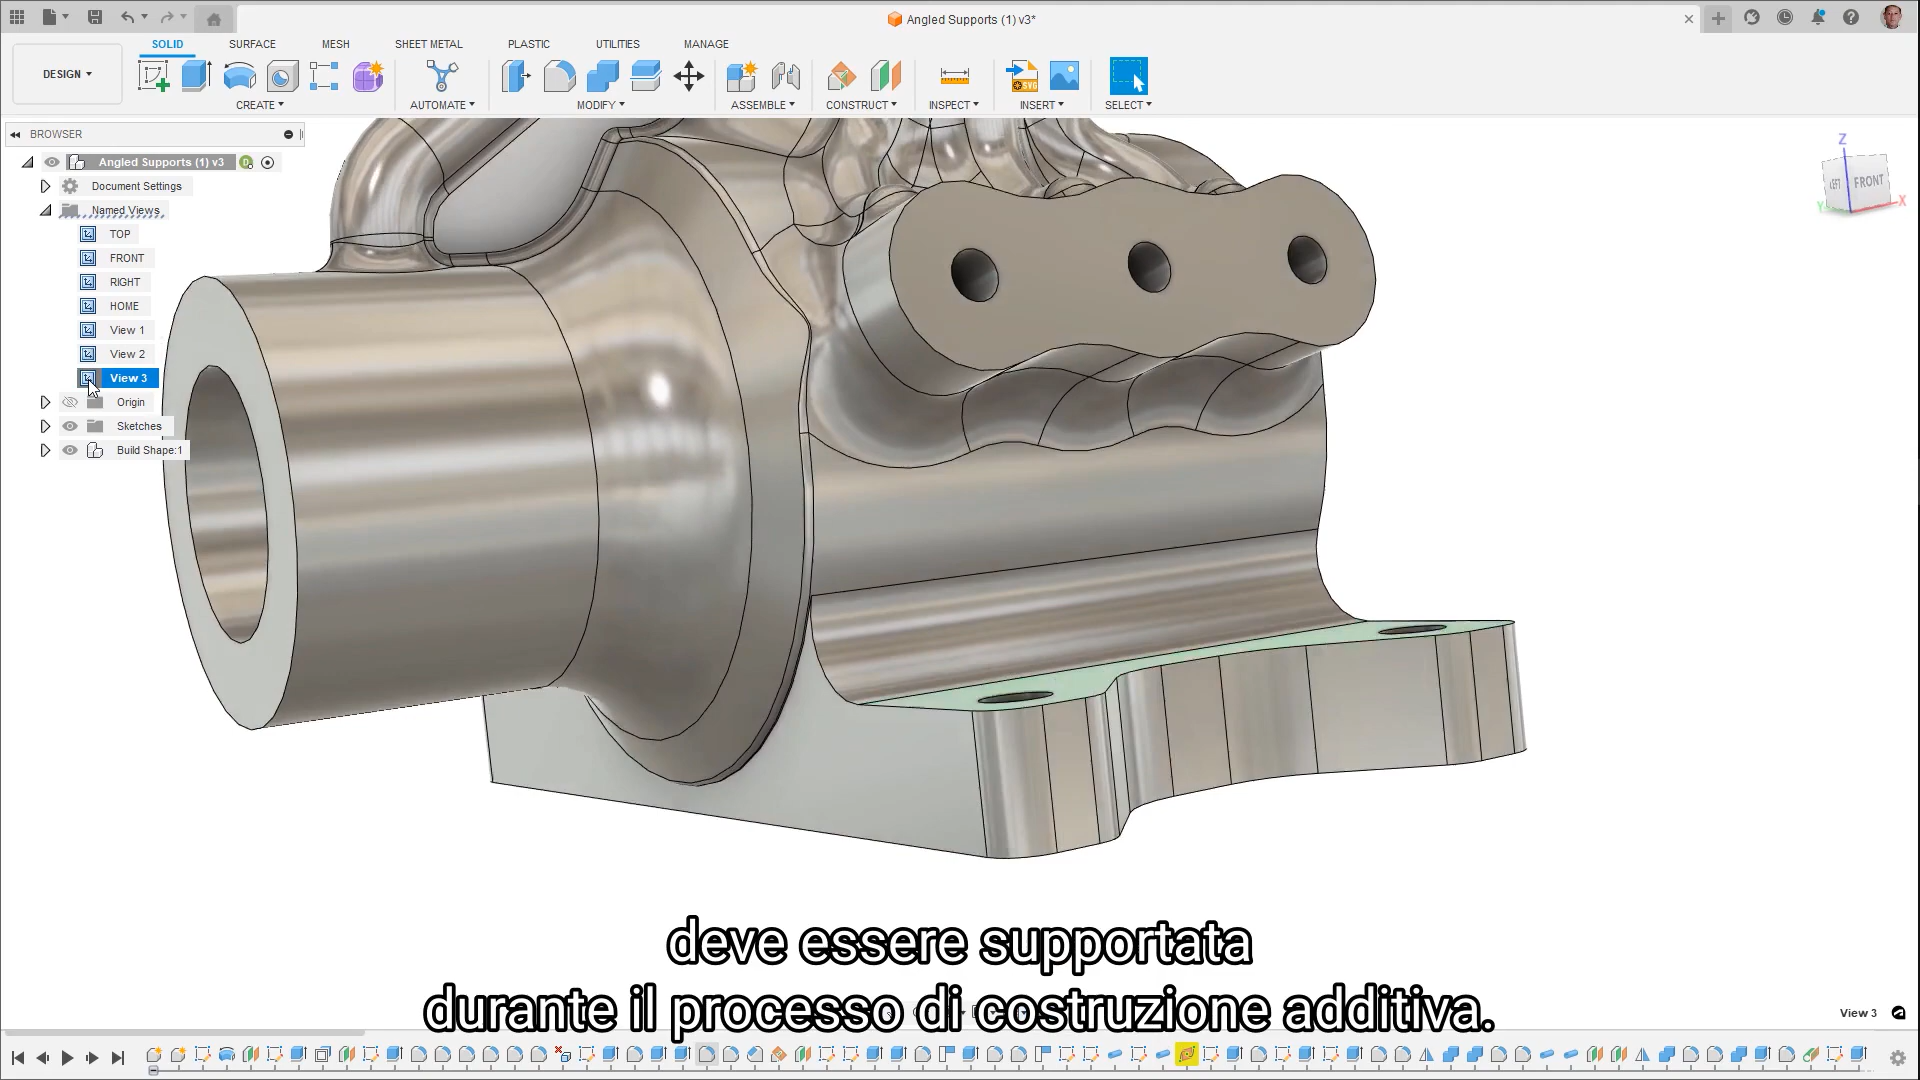 Angled Supports (1) v3*
DESIGN
SOLID
SURFACE
MESH
SHEET METAL
PLASTIC
UTILITIES
MANAGE
CREATE
AUTOMATE
MODIFY
ASSEMBLE
CONSTRUCT
INSPECT
SVG
INSERT
SELECT
BROWSER
Angled Supports (1) v3
D
Document Settings
Named Views
TOP
FRONT
RIGHT
HOME
View 1
View 2
View 3
Origin
Sketches
Build Shape:1
Z
LEFT
FRONT
Y
X
deve essere supportata
durante il processo di costruzione additiva.
View 3